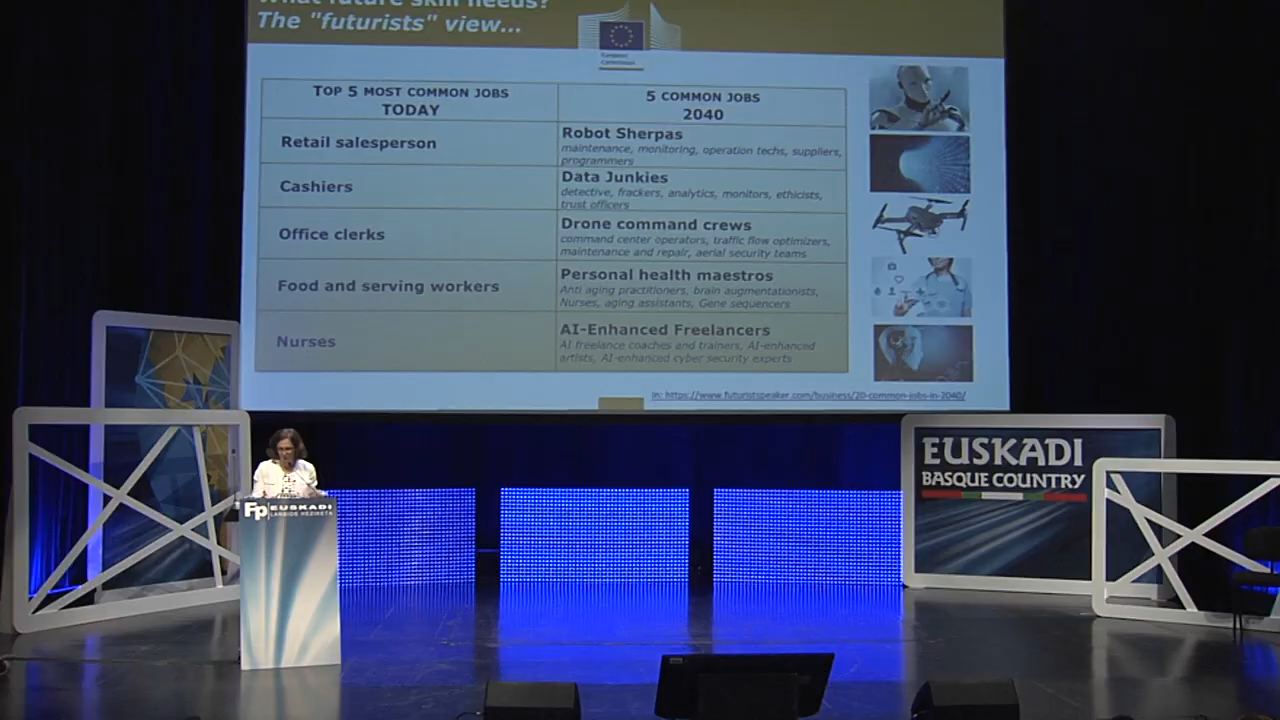 What future skill needs?
The "futurists" view...
European
Commission
TOP 5 MOST COMMON JOBS
TODAY
5 COMMON JOBS
2040
Retail salesperson
Robot Sherpas
maintenance, monitoring, operation techs, suppliers,
programmers
Cashiers
Data Junkies
detective, frackers, analytics, monitors, ethicists,
trust officers
Office clerks
Drone command crews
command center operators, traffic flow optimizers,
maintenance and repair, aerial security teams
Food and serving workers
Personal health maestros
Anti aging practitioners, brain augmentationists,
Nurses, aging assistants, Gene sequencers
Nurses
AI-Enhanced Freelancers
AI freelance coaches and trainers, AI-enhanced
artists, AI-enhanced cyber security experts
In: https://www.futuristspeaker.com/business/20-common-jobs-in-2040/
EUSKADI
BASQUE COUNTRY
Fp EUSKADI
LANBIDE HEZIKETA